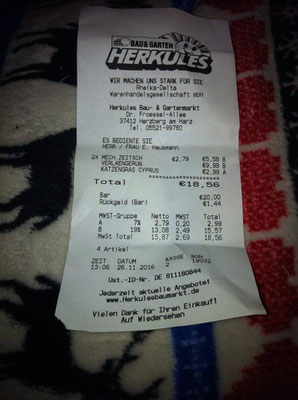 BAU & GARTEN
HERKULES
WIR MACHEN UNS STARK FÜR SIE
Rheika-Delta
Warenhandelsgesellschaft mbH
Herkules Bau- & Gartenmarkt
Dr. Froessel-Allee
37412 Herzberg am Harz
Tel. 05521-99780
ES BEDIENTE SIE
HERR / FRAU E. Hausmann
2X MECH.ZEITSCH €2,79 €5,58 B
VERLAENGERUN €9,99 B
KATZENGRAS CYPRUS €2,99 A
Total €18,56
Bar €20,00
Rückgeld (Bar) €1,44
MWST-Gruppe Netto MWST Total
A 7% 2,79 0,20 2,99
B 19% 13,08 2,49 15,57
MwSt Total 15,87 2,69 18,56
4 Artikel
ZEIT DATUM KASSE BON
13:06 26.11.2016 2 19032
Ust.-ID-Nr. DE 811180844
Jederzeit aktuelle Angebote!
www.Herkulesbaumarkt.de
Vielen Dank für Ihren Einkauf!
Auf Wiedersehen